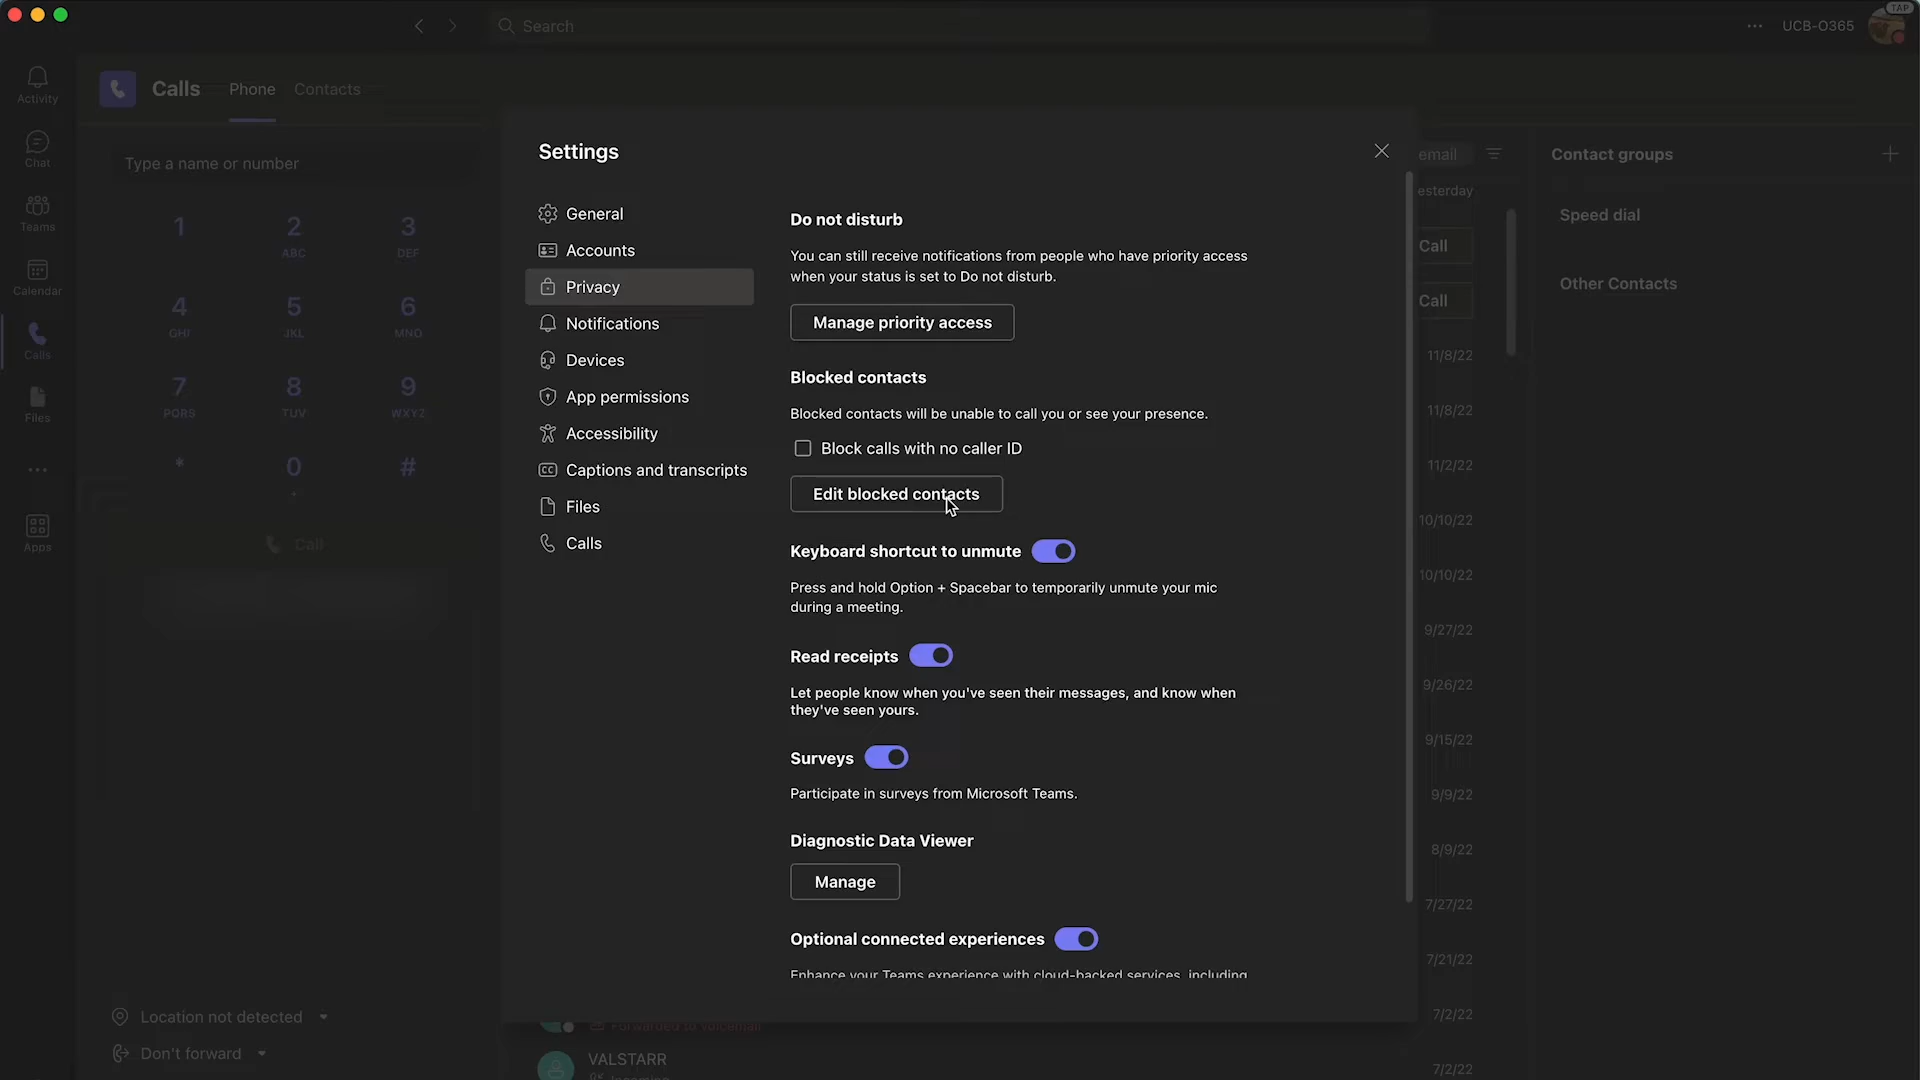 Search
TAP
UCB-O365
Activity
Chat
Teams
Calendar
Calls
Files
Apps
Calls
Phone
Contacts
Type a name or number
1
2
ABC
3
DEF
4
GHI
5
JKL
6
MNO
7
PQRS
8
TUV
9
WXYZ
*
0
#
Call
Location not detected
Don't forward
Settings
General
Accounts
Privacy
Notifications
Devices
App permissions
Accessibility
Captions and transcripts
Files
Calls
Do not disturb
You can still receive notifications from people who have priority access
when your status is set to Do not disturb.
Manage priority access
Blocked contacts
Blocked contacts will be unable to call you or see your presence.
Block calls with no caller ID
Edit blocked contacts
Keyboard shortcut to unmute
Press and hold Option + Spacebar to temporarily unmute your mic
during a meeting.
Read receipts
Let people know when you've seen their messages, and know when
they've seen yours.
Surveys
Participate in surveys from Microsoft Teams.
Diagnostic Data Viewer
Manage
Optional connected experiences
Enhance your Teams experience with cloud-backed services, including
Forwarded to voicemail
VALSTARR
Incoming
email
esterday
Call
Call
11/8/22
11/8/22
11/2/22
10/10/22
10/10/22
9/27/22
9/26/22
9/15/22
9/9/22
8/9/22
7/27/22
7/21/22
7/2/22
7/2/22
Contact groups
Speed dial
Other Contacts